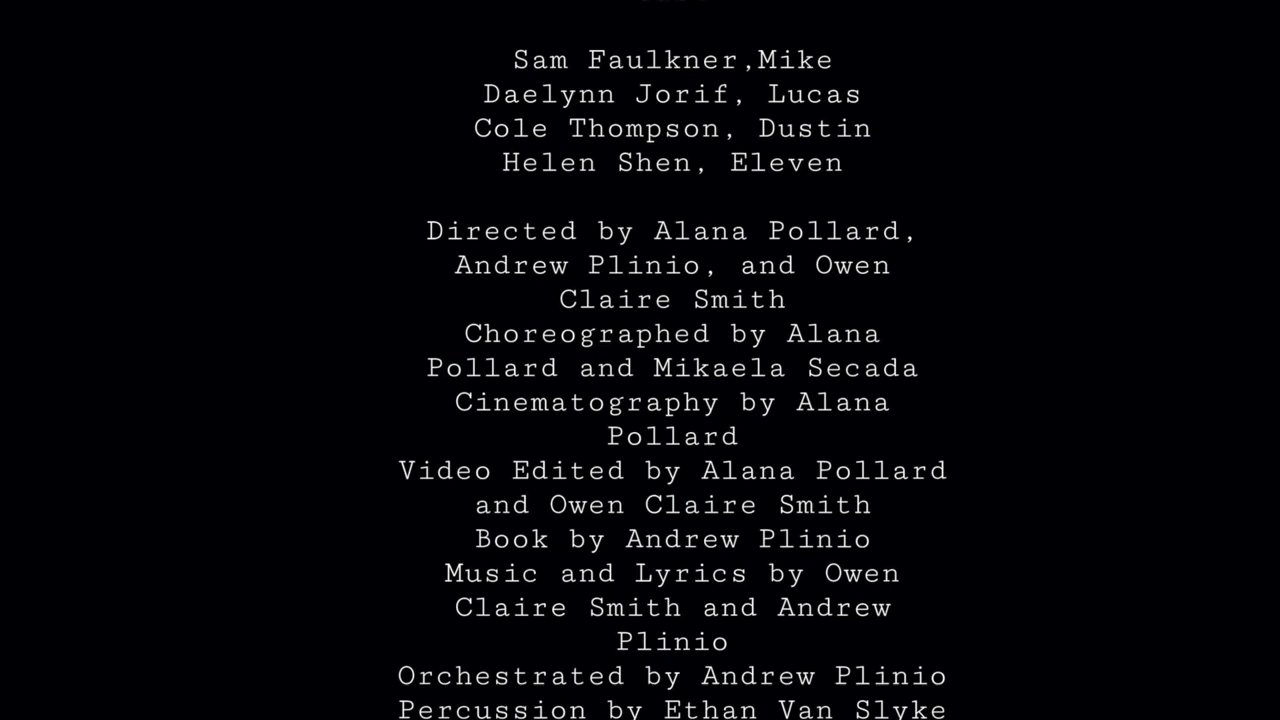 Sam Faulkner,Mike
Daelynn Jorif, Lucas
Cole Thompson, Dustin
Helen Shen, Eleven
Directed by Alana Pollard,
Andrew Plinio, and Owen
Claire Smith
Choreographed by Alana
Pollard and Mikaela Secada
Cinematography by Alana
Pollard
Video Edited by Alana Pollard
and Owen Claire Smith
Book by Andrew Plinio
Music and Lyrics by Owen
Claire Smith and Andrew
Plinio
Orchestrated by Andrew Plinio
Percussion by Ethan Van Slyke